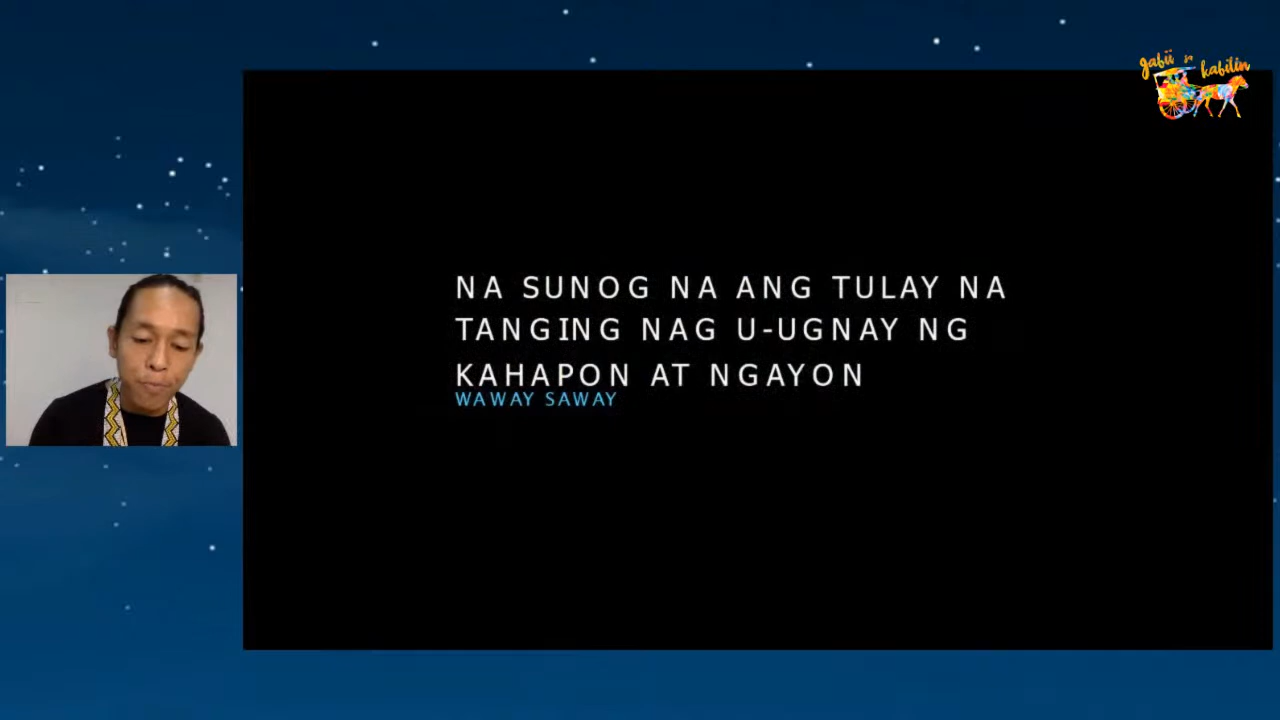 gabii sa kabilin
NA SUNOG NA ANG TULAY NA
TANGING NAG U-UGNAY NG
KAHAPON AT NGAYON
WAWAY SAWAY